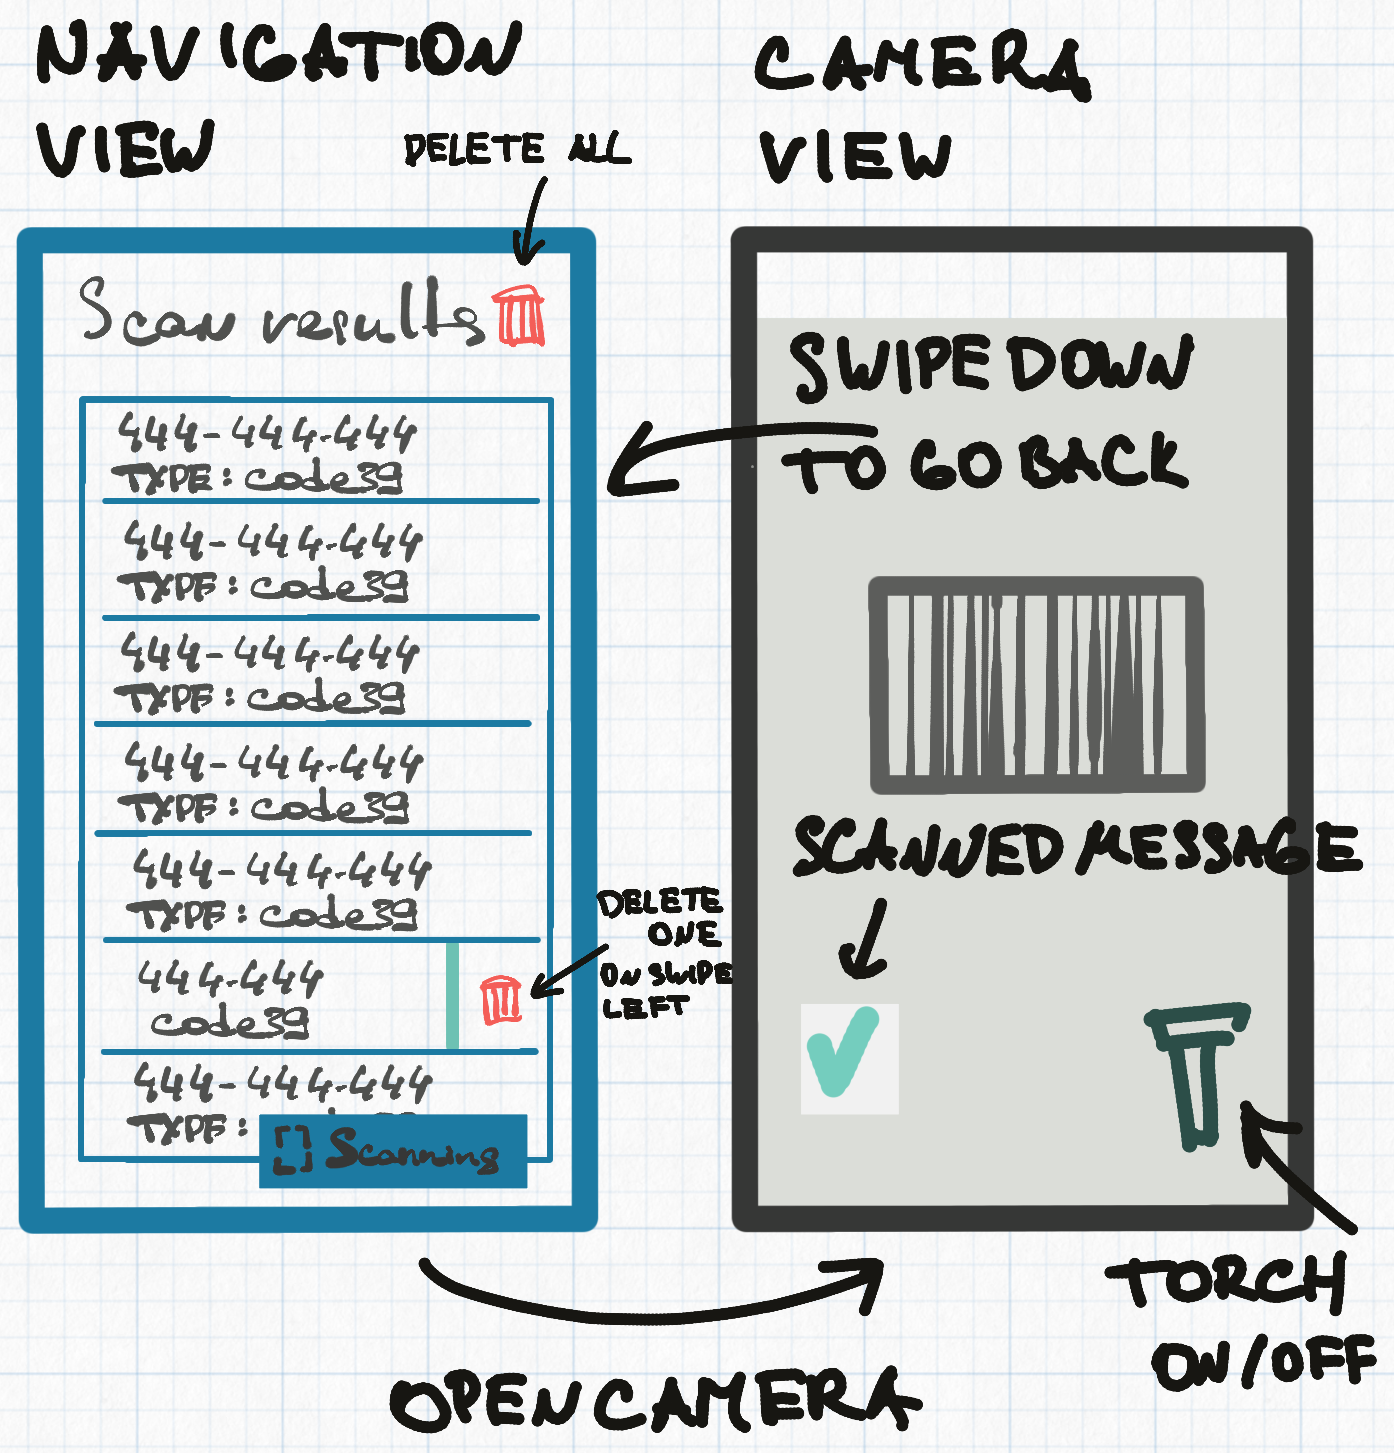 NAVIGATION
VIEW
DELETE ALL
Scan results
444-444-444
TYPE: code39
444-444-444
TYPE: code39
444-444-444
TYPE: code39
444-444-444
TYPE: code39
444-444-444
TYPE: code39
444-444
code39
DELETE
ONE
ON SWIPE
LEFT
444-444-444
TYPE:
Scanning
CAMERA
VIEW
SWIPE DOWN
TO GO BACK
SCANNED MESSAGE
TORCH
ON/OFF
OPEN CAMERA